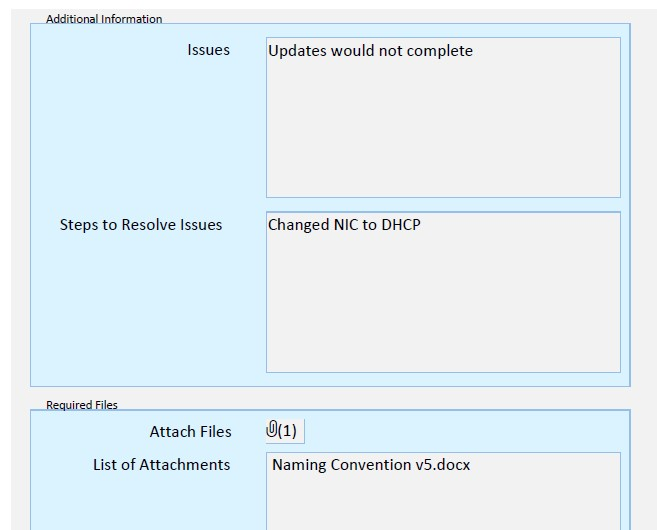 Additional Information
Issues
Updates would not complete
Steps to Resolve Issues
Changed NIC to DHCP
Required Files
Attach Files
(1)
List of Attachments
Naming Convention v5.docx